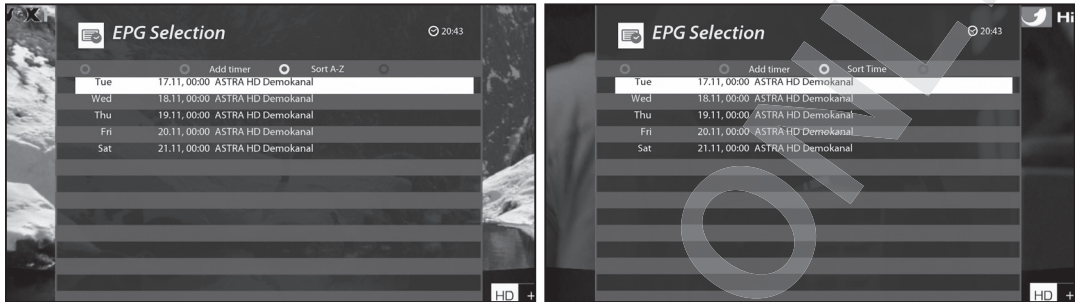 EPG Selection
20:43
Add timer
Sort A-Z
Tue 17.11, 00:00 ASTRA HD Demokanal
Wed 18.11, 00:00 ASTRA HD Demokanal
Thu 19.11, 00:00 ASTRA HD Demokanal
Fri 20.11, 00:00 ASTRA HD Demokanal
Sat 21.11, 00:00 ASTRA HD Demokanal
HD +
Hi
EPG Selection
20:43
Add timer
Sort Time
Tue 17.11, 00:00 ASTRA HD Demokanal
Wed 18.11, 00:00 ASTRA HD Demokanal
Thu 19.11, 00:00 ASTRA HD Demokanal
Fri 20.11, 00:00 ASTRA HD Demokanal
Sat 21.11, 00:00 ASTRA HD Demokanal
HD +